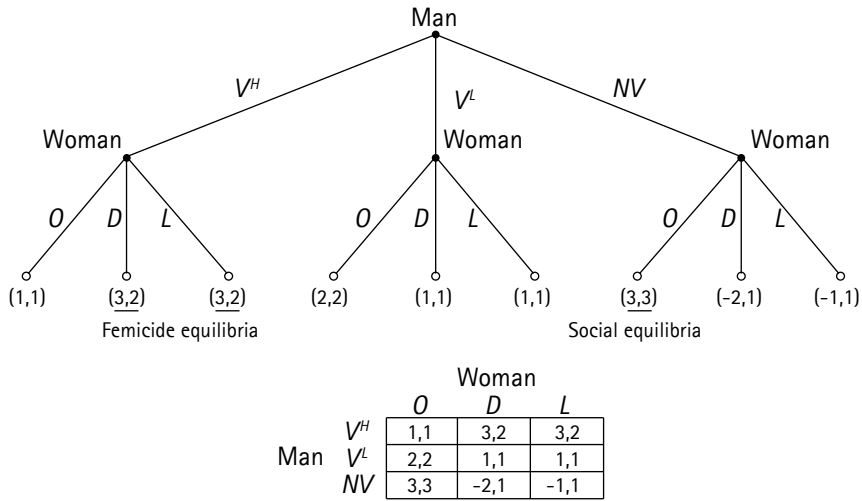 Man
V^H V^L NV
Woman Woman Woman
O D L O D L O D L
(1,1) (3,2) (3,2) (2,2) (1,1) (1,1) (3,3) (-2,1) (-1,1)
Femicide equilibria Social equilibria
Woman
O D L
V^H 1,1 3,2 3,2
Man V^L 2,2 1,1 1,1
NV 3,3 -2,1 -1,1